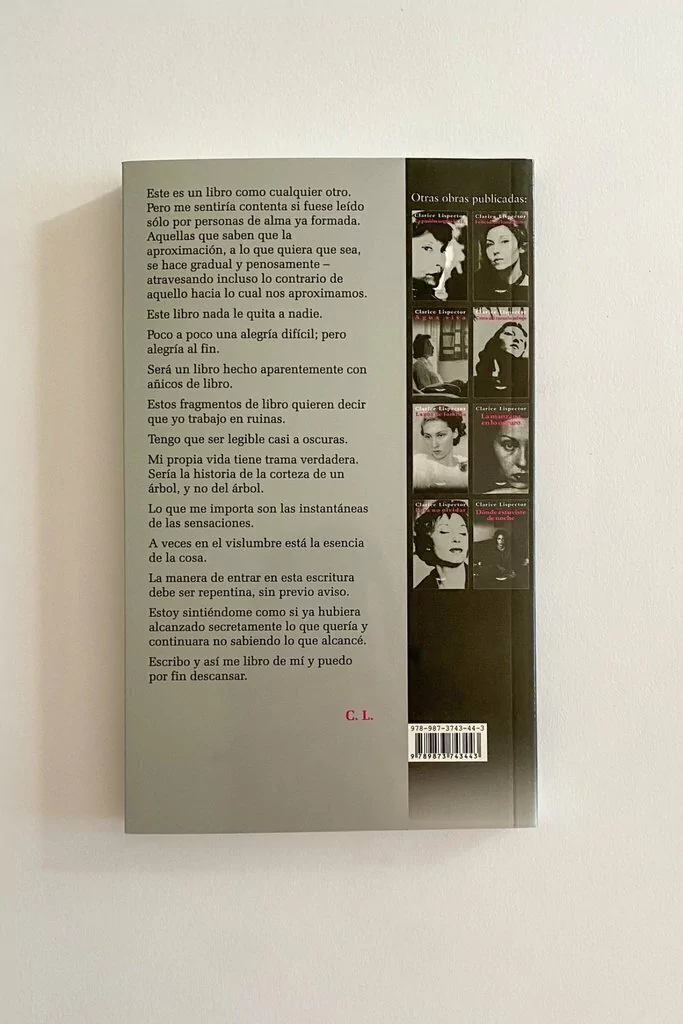 Este es un libro como cualquier otro.
Pero me sentiría contenta si fuese leído
sólo por personas de alma ya formada.
Aquellas que saben que la
aproximación, a lo que quiera que sea,
se hace gradual y penosamente –
atravesando incluso lo contrario de
aquello hacia lo cual nos aproximamos.
Este libro nada le quita a nadie.
Poco a poco una alegría difícil; pero
alegría al fin.
Será un libro hecho aparentemente con
añicos de libro.
Estos fragmentos de libro quieren decir
que yo trabajo en ruinas.
Tengo que ser legible casi a oscuras.
Mi propia vida tiene trama verdadera.
Sería la historia de la corteza de un
árbol, y no del árbol.
Lo que me importa son las instantáneas
de las sensaciones.
A veces en el vislumbre está la esencia
de la cosa.
La manera de entrar en esta escritura
debe ser repentina, sin previo aviso.
Estoy sintiéndome como si ya hubiera
alcanzado secretamente lo que quería y
continuara no sabiendo lo que alcancé.
Escribo y así me libro de mí y puedo
por fin descansar.
C. L.
Otras obras publicadas:
Clarice Lispector
Clarice Lispector
Clarice Lispector
Agua viva
Clarice Lispector
Clarice Lispector
Clarice Lispector
La manzana
en lo oscuro
Clarice Lispector
Para no olvidar
Clarice Lispector
Dónde estuviste
de noche
978-987-3743-44-3
9 789873 743443